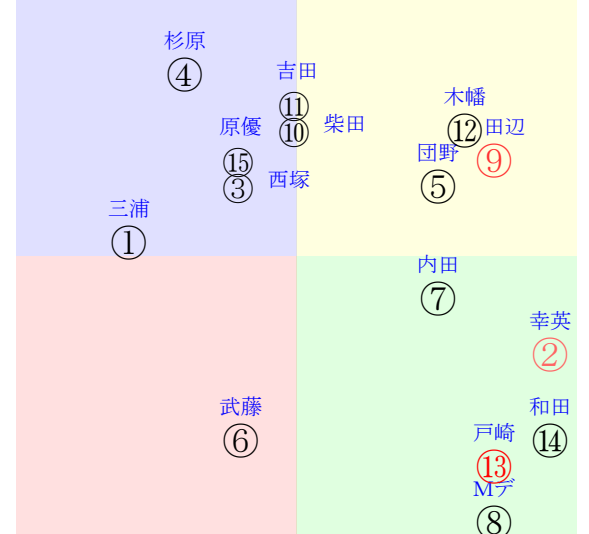 杉原
④
吉田
⑪
木幡
原優
⑩
柴田
⑫
田辺
団野
⑮
⑨
③
西塚
⑤
三浦
①
内田
⑦
幸英
②
武藤
和田
⑥
戸崎
⑭
⑬
Mデ
⑧